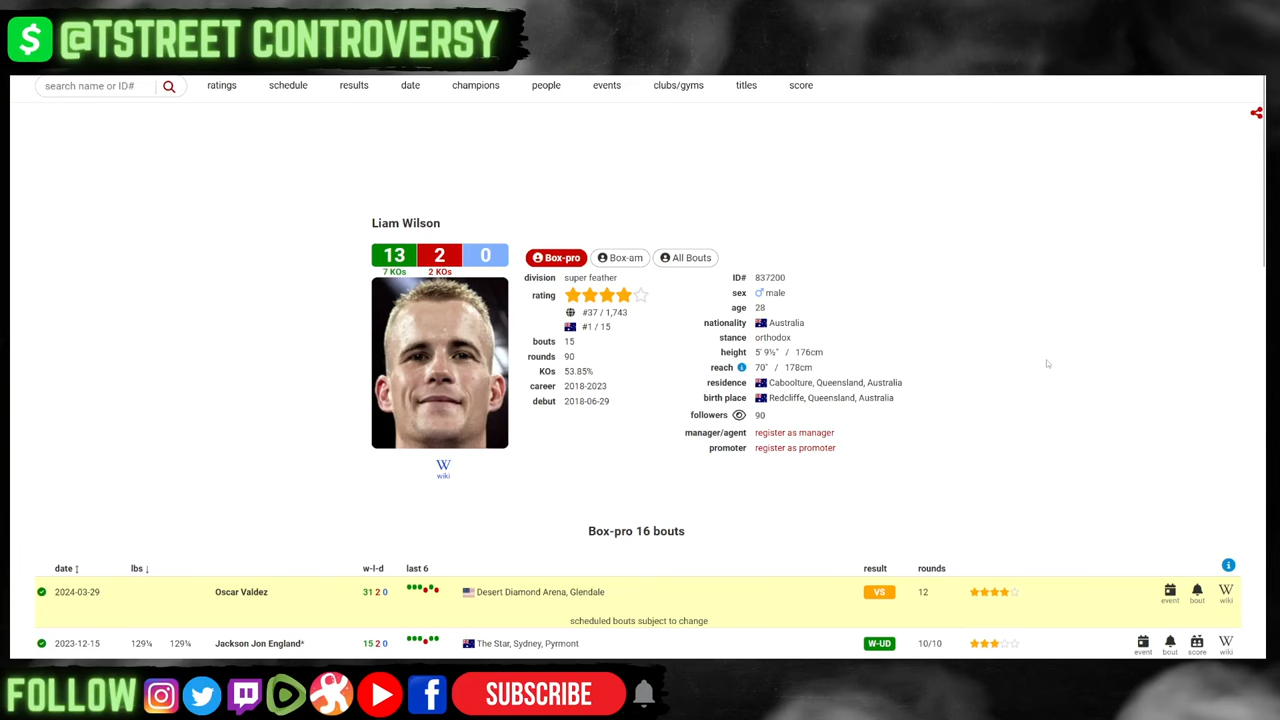 $ @TSTREET CONTROVERSY
search name or ID# ratings schedule results date champions people events clubs/gyms titles score
Liam Wilson
13 2 0
7 KOs 2 KOs
Box-pro Box-am All Bouts
division super feather
rating
#37 / 1,743
#1 / 15
bouts 15
rounds 90
KOs 53.85%
career 2018-2023
debut 2018-06-29
ID# 837200
sex male
age 28
nationality Australia
stance orthodox
height 5' 9½" / 176cm
reach 70" / 178cm
residence Caboolture, Queensland, Australia
birth place Redcliffe, Queensland, Australia
followers 90
manager/agent register as manager
promoter register as promoter
W
wiki
Box-pro 16 bouts
date lbs w-l-d last 6 result rounds
2024-03-29 Oscar Valdez 31 2 0 Desert Diamond Arena, Glendale VS 12 event bout W wiki
scheduled bouts subject to change
2023-12-15 129¼ 129¾ Jackson Jon England* 15 2 0 The Star, Sydney, Pyrmont W-UD 10/10 event bout score W wiki
FOLLOW SUBSCRIBE